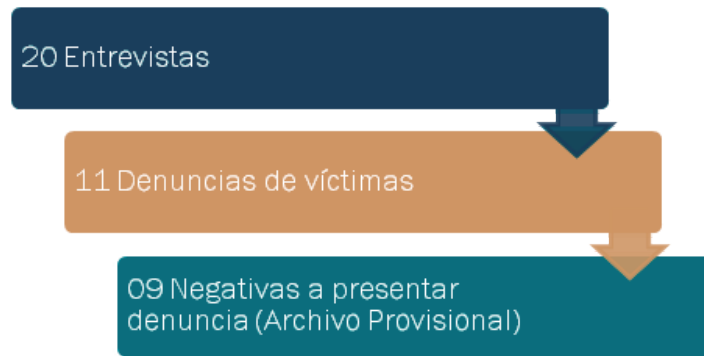 20 Entrevistas
11 Denuncias de víctimas
09 Negativas a presentar
denuncia (Archivo Provisional)